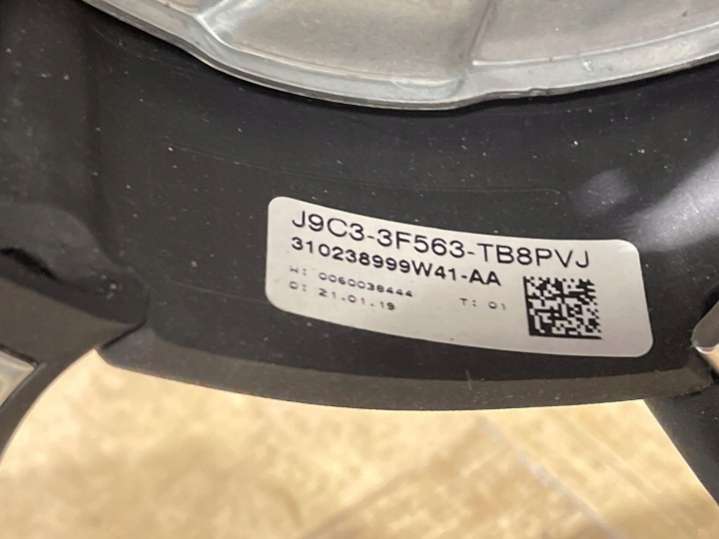 J9C3-3F563-TB8PVJ
310238999W41-AA
W: 0060038444
D: 21.01.19 T: 01